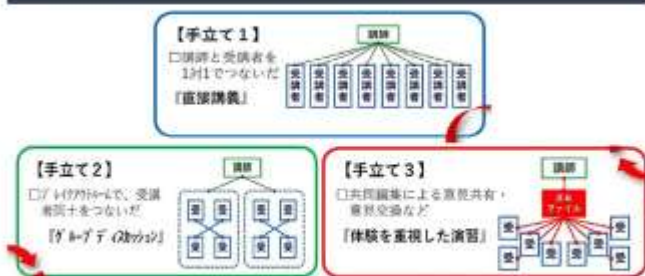 【手立て1】
□講師と受講者を
1対1でつないだ
『直接講義』
講師
受講者
受講者
受講者
受講者
受講者
受講者
受講者
受講者
【手立て2】
□ブレイクアウトルームで、受講
者同士をつないだ
『グループディスカッション』
講師
受 受 受 受
受 受 受 受
【手立て3】
□共同編集による意見共有・
意見交換など
『体験を重視した演習』
講師
ファイル
受
受
受
受
受
受
受
受